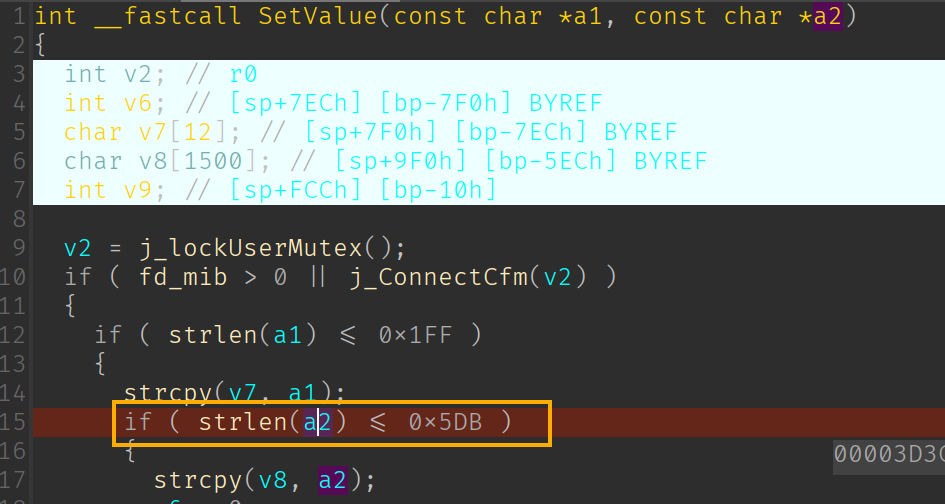 1 int __fastcall SetValue(const char *a1, const char *a2)
2 {
3 int v2; // r0
4 int v6; // [sp+7ECh] [bp-7F0h] BYREF
5 char v7[12]; // [sp+7F0h] [bp-7ECh] BYREF
6 char v8[1500]; // [sp+9F0h] [bp-5ECh] BYREF
7 int v9; // [sp+FCCh] [bp-10h]
8
9 v2 = j_lockUserMutex();
10 if ( fd_mib > 0 || j_ConnectCfm(v2) )
11 {
12 if ( strlen(a1) <= 0x1FF )
13 {
14 strcpy(v7, a1);
15 if ( strlen(a2) <= 0x5DB )
16 {
00003D3C
17 strcpy(v8, a2);